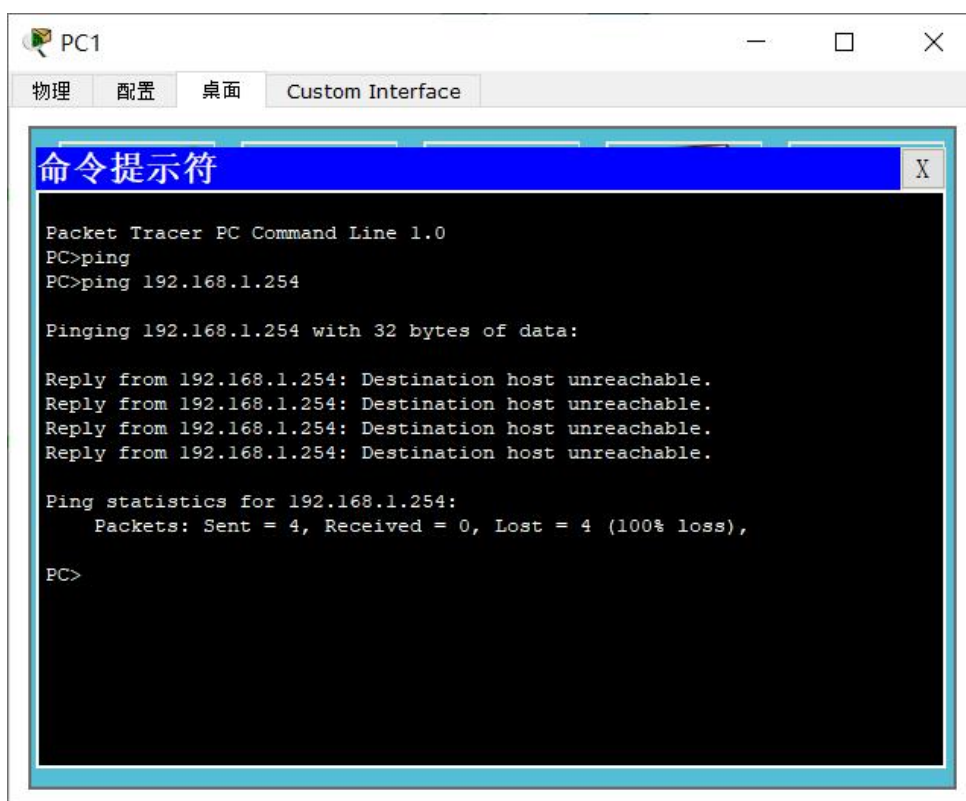 PC1
物理 配置 桌面 Custom Interface
命令提示符 X
Packet Tracer PC Command Line 1.0
PC>ping
PC>ping 192.168.1.254
Pinging 192.168.1.254 with 32 bytes of data:
Reply from 192.168.1.254: Destination host unreachable.
Reply from 192.168.1.254: Destination host unreachable.
Reply from 192.168.1.254: Destination host unreachable.
Reply from 192.168.1.254: Destination host unreachable.
Ping statistics for 192.168.1.254:
Packets: Sent = 4, Received = 0, Lost = 4 (100% loss),
PC>